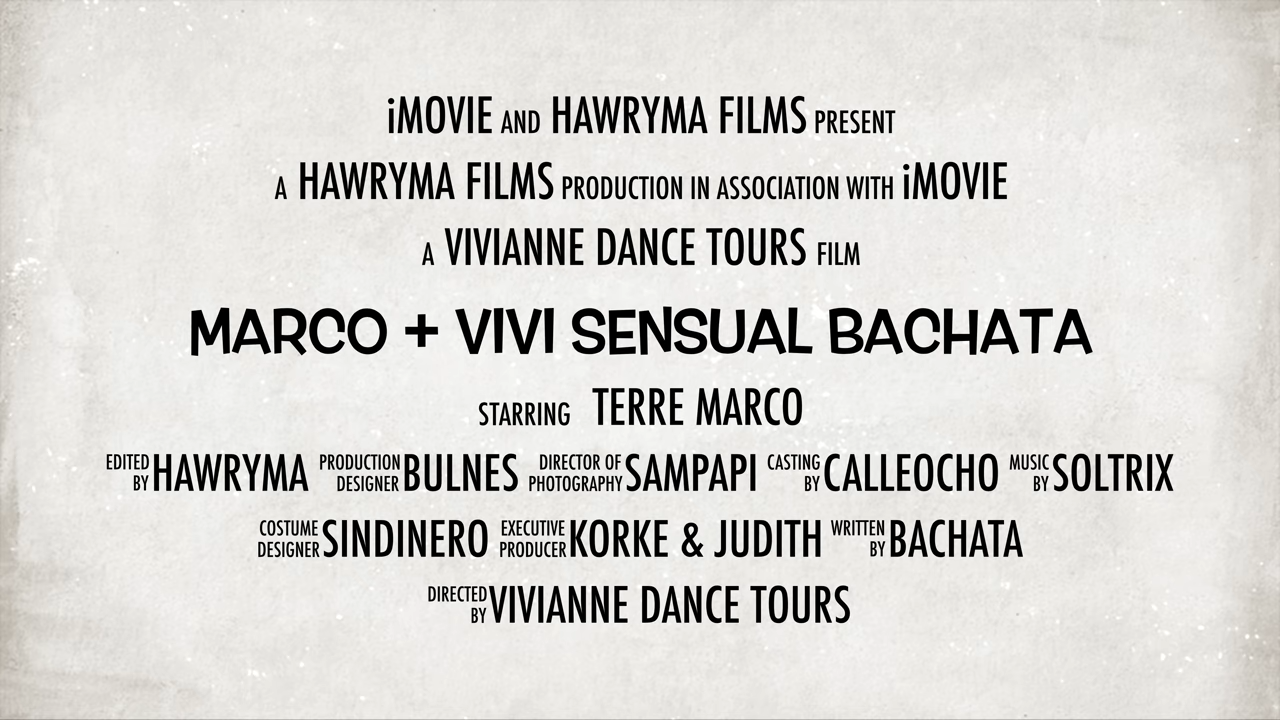 iMOVIE AND HAWRYMA FILMS PRESENT
A HAWRYMA FILMS PRODUCTION IN ASSOCIATION WITH iMOVIE
A VIVIANNE DANCE TOURS FILM
MARCO + VIVI SENSUAL BACHATA
STARRING TERRE MARCO
EDITED BY HAWRYMA PRODUCTION DESIGNER BULNES DIRECTOR OF PHOTOGRAPHY SAMPAPI CASTING BY CALLEOCHO MUSIC BY SOLTRIX
COSTUME DESIGNER SINDINERO EXECUTIVE PRODUCER KORKE & JUDITH WRITTEN BY BACHATA
DIRECTED BY VIVIANNE DANCE TOURS